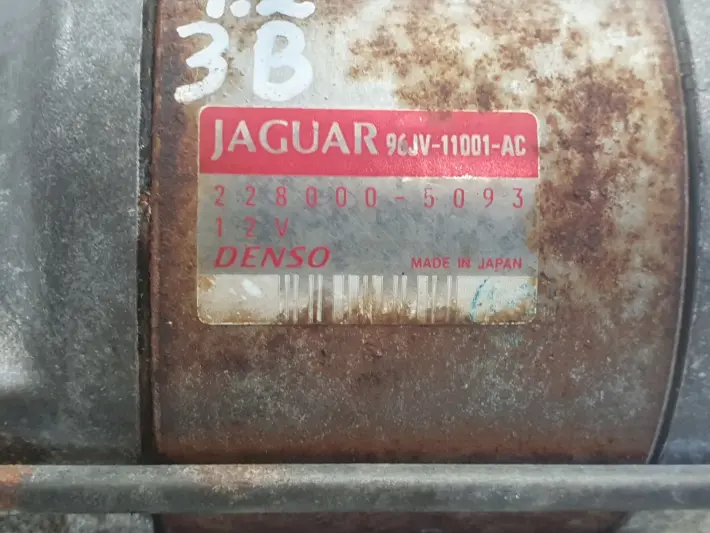 3B
JAGUAR 96JV-11001-AC
228000-5093
12V
DENSO MADE IN JAPAN